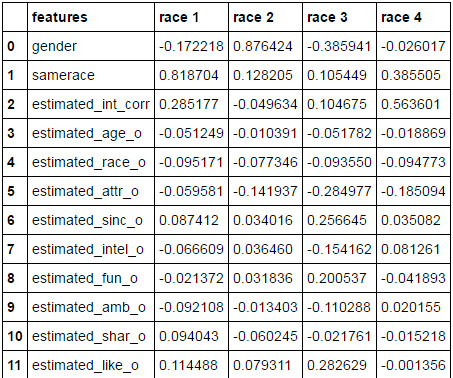 features race 1 race 2 race 3 race 4
0 gender -0.172218 0.876424 -0.385941 -0.026017
1 samerace 0.818704 0.128205 0.105449 0.385505
2 estimated_int_corr 0.285177 -0.049634 0.104675 0.563601
3 estimated_age_o -0.051249 -0.010391 -0.051782 -0.018869
4 estimated_race_o -0.095171 -0.077346 -0.093550 -0.094773
5 estimated_attr_o -0.059581 -0.141937 -0.284977 -0.185094
6 estimated_sinc_o 0.087412 0.034016 0.256645 0.035082
7 estimated_intel_o -0.066609 0.036460 -0.154162 0.081261
8 estimated_fun_o -0.021372 0.031836 0.200537 -0.041893
9 estimated_amb_o -0.092108 -0.013403 -0.110288 0.020155
10 estimated_shar_o 0.094043 -0.060245 -0.021761 -0.015218
11 estimated_like_o 0.114488 0.079311 0.282629 -0.001356